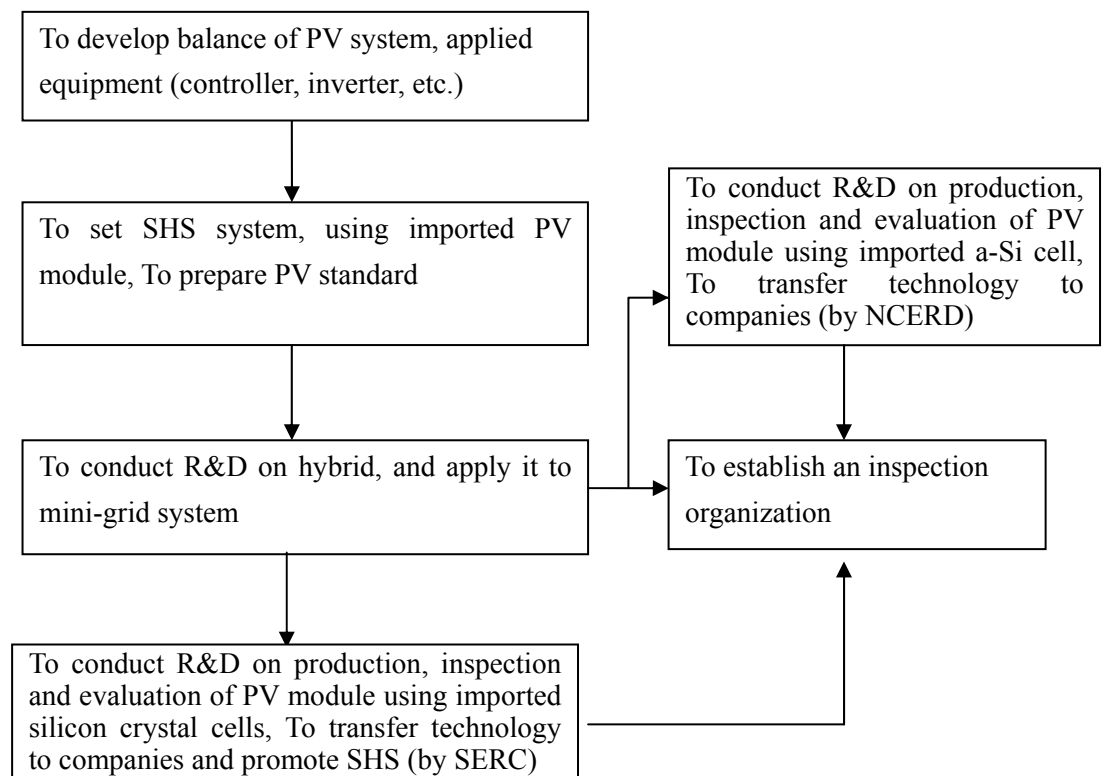 To develop balance of PV system, applied
equipment (controller, inverter, etc.)
To set SHS system, using imported PV
module, To prepare PV standard
To conduct R&D on production,
inspection and evaluation of PV
module using imported a-Si cell,
To transfer technology to
companies (by NCERD)
To conduct R&D on hybrid, and apply it to
mini-grid system
To establish an inspection
organization
To conduct R&D on production, inspection
and evaluation of PV module using imported
silicon crystal cells, To transfer technology
to companies and promote SHS (by SERC)